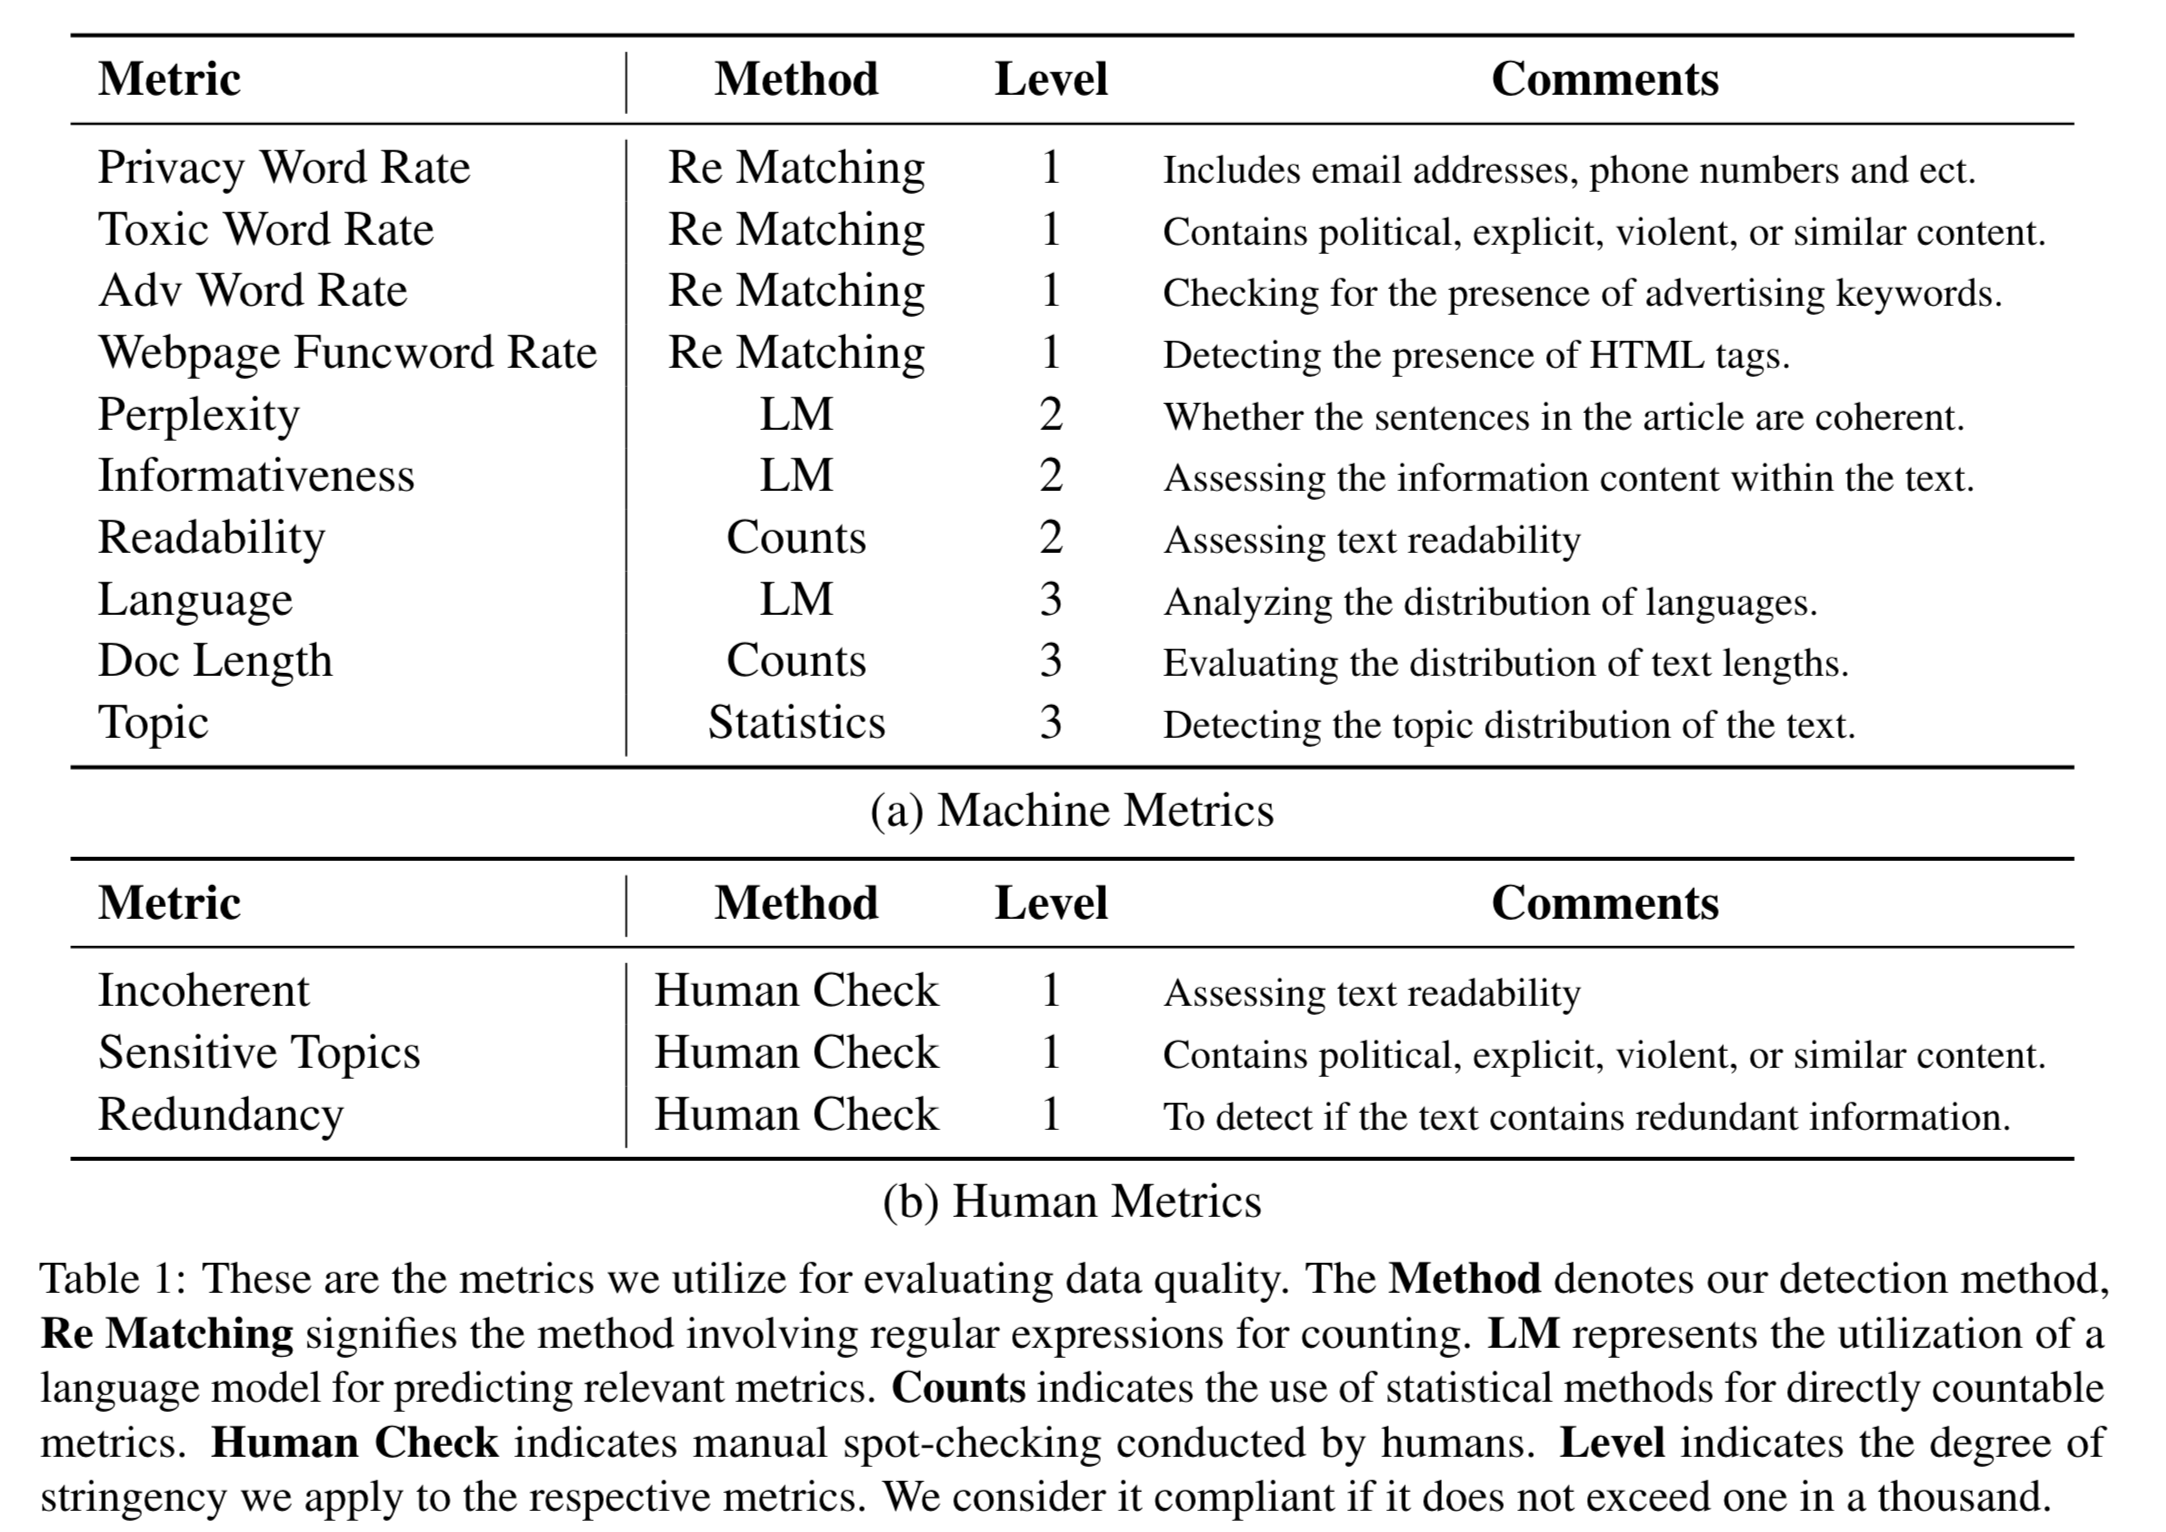 Metric Method Level Comments
Privacy Word Rate Re Matching 1 Includes email addresses, phone numbers and ect.
Toxic Word Rate Re Matching 1 Contains political, explicit, violent, or similar content.
Adv Word Rate Re Matching 1 Checking for the presence of advertising keywords.
Webpage Funcword Rate Re Matching 1 Detecting the presence of HTML tags.
Perplexity LM 2 Whether the sentences in the article are coherent.
Informativeness LM 2 Assessing the information content within the text.
Readability Counts 2 Assessing text readability
Language LM 3 Analyzing the distribution of languages.
Doc Length Counts 3 Evaluating the distribution of text lengths.
Topic Statistics 3 Detecting the topic distribution of the text.
(a) Machine Metrics
Metric Method Level Comments
Incoherent Human Check 1 Assessing text readability
Sensitive Topics Human Check 1 Contains political, explicit, violent, or similar content.
Redundancy Human Check 1 To detect if the text contains redundant information.
(b) Human Metrics
Table 1: These are the metrics we utilize for evaluating data quality. The Method denotes our detection method,
Re Matching signifies the method involving regular expressions for counting. LM represents the utilization of a
language model for predicting relevant metrics. Counts indicates the use of statistical methods for directly countable
metrics. Human Check indicates manual spot-checking conducted by humans. Level indicates the degree of
stringency we apply to the respective metrics. We consider it compliant if it does not exceed one in a thousand.